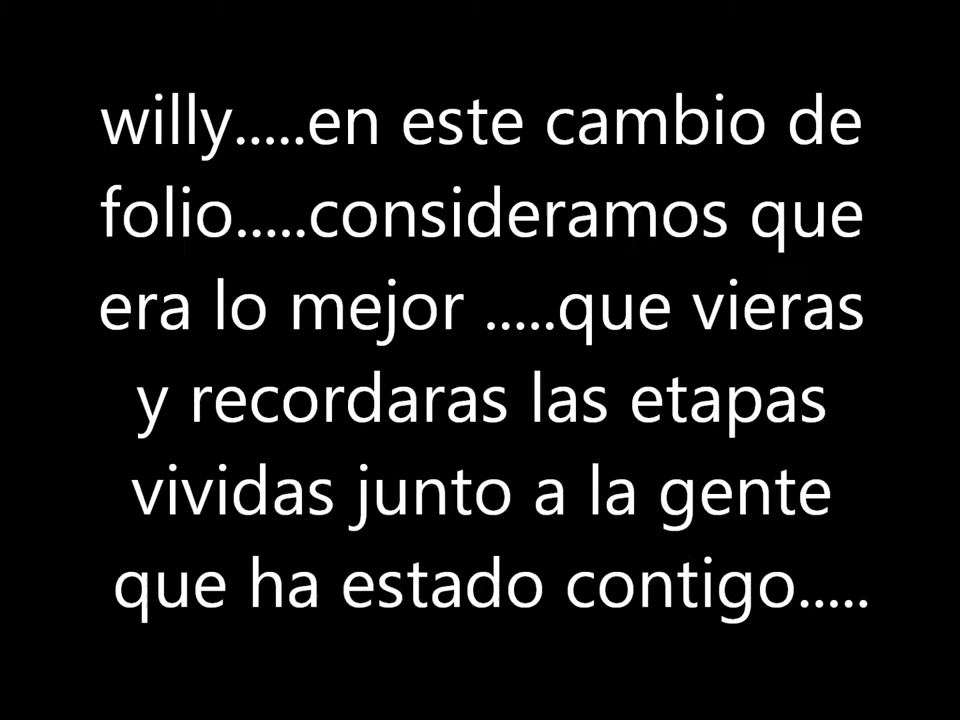 willy.....en este cambio de
folio.....consideramos que
era lo mejor .....que vieras
y recordaras las etapas
vividas junto a la gente
que ha estado contigo.....